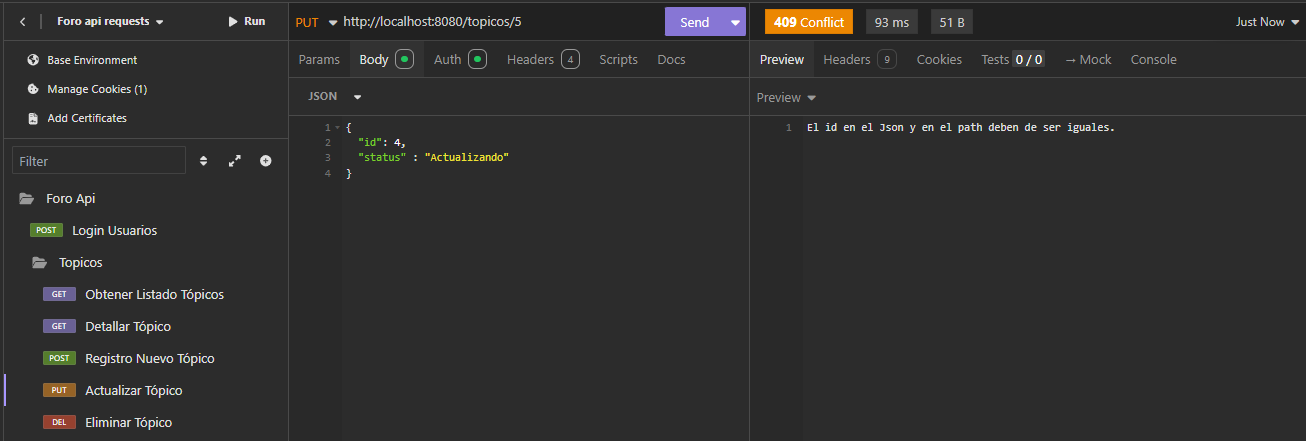 Foro api requests
Run
Base Environment
Manage Cookies (1)
Add Certificates
Filter
Foro Api
POST Login Usuarios
Topicos
GET Obtener Listado Tópicos
GET Detallar Tópico
POST Registro Nuevo Tópico
PUT Actualizar Tópico
DEL Eliminar Tópico
PUT http://localhost:8080/topicos/5 Send
Params Body Auth Headers 4 Scripts Docs
JSON
1 {
2 "id": 4,
3 "status" : "Actualizando"
4 }
409 Conflict 93 ms 51 B Just Now
Preview Headers 9 Cookies Tests 0 / 0 → Mock Console
Preview
1 El id en el Json y en el path deben de ser iguales.